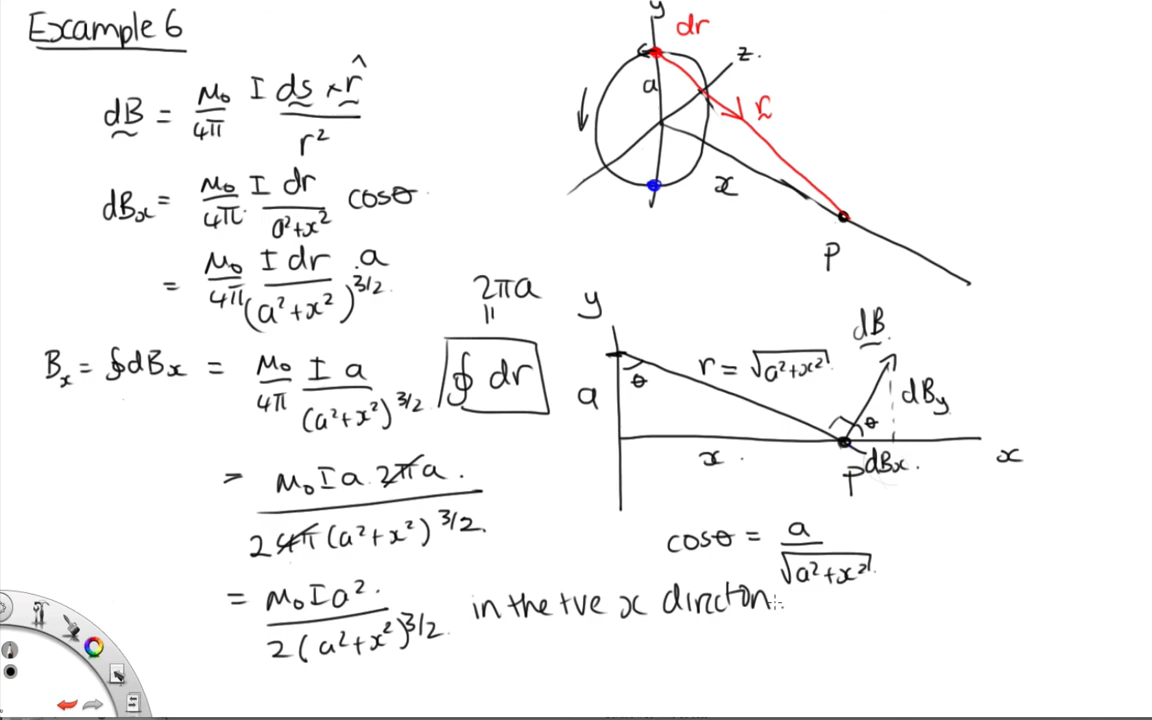 Example 6
dB = μ₀/4π I ds × r̂ / r²
dBx = μ₀/4π I dr / a²+x² cosθ
= μ₀/4π I dr a / (a²+x²)^3/2
2πa
||
Bx = ∮dBx = μ₀/4π I a / (a²+x²)^3/2 ∮ dr
= μ₀ I a 2πa / 2 4π (a²+x²)^3/2
= μ₀ I a² / 2(a²+x²)^3/2 in the +ve x dircton
y
dr
z
a
r
x
P
y
dB
r = √a²+x²
θ
a
dBy
θ
x
P
dBx
x
cosθ = a / √a²+x²